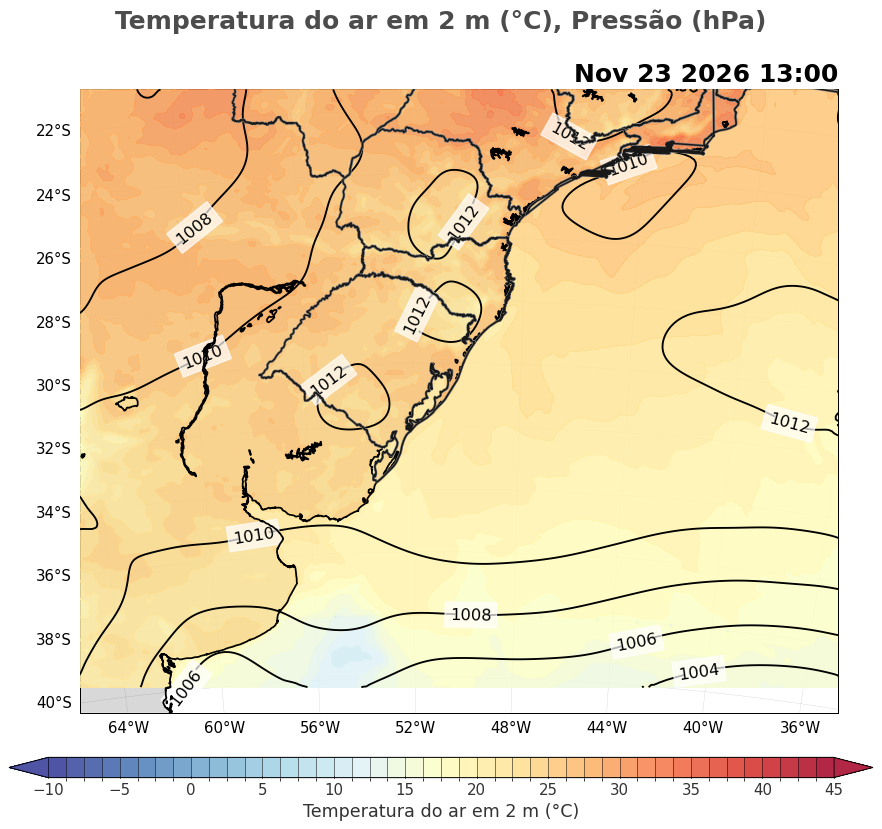 Temperatura do ar em 2 m (°C), Pressão (hPa)
Nov 23 2026 13:00
22°S
24°S
26°S
28°S
30°S
32°S
34°S
36°S
38°S
40°S
1012
1010
1008
1012
1012
1010
1012
1012
1010
1008
1006
1004
1006
64°W 60°W 56°W 52°W 48°W 44°W 40°W 36°W
−10 −5 0 5 10 15 20 25 30 35 40 45
Temperatura do ar em 2 m (°C)